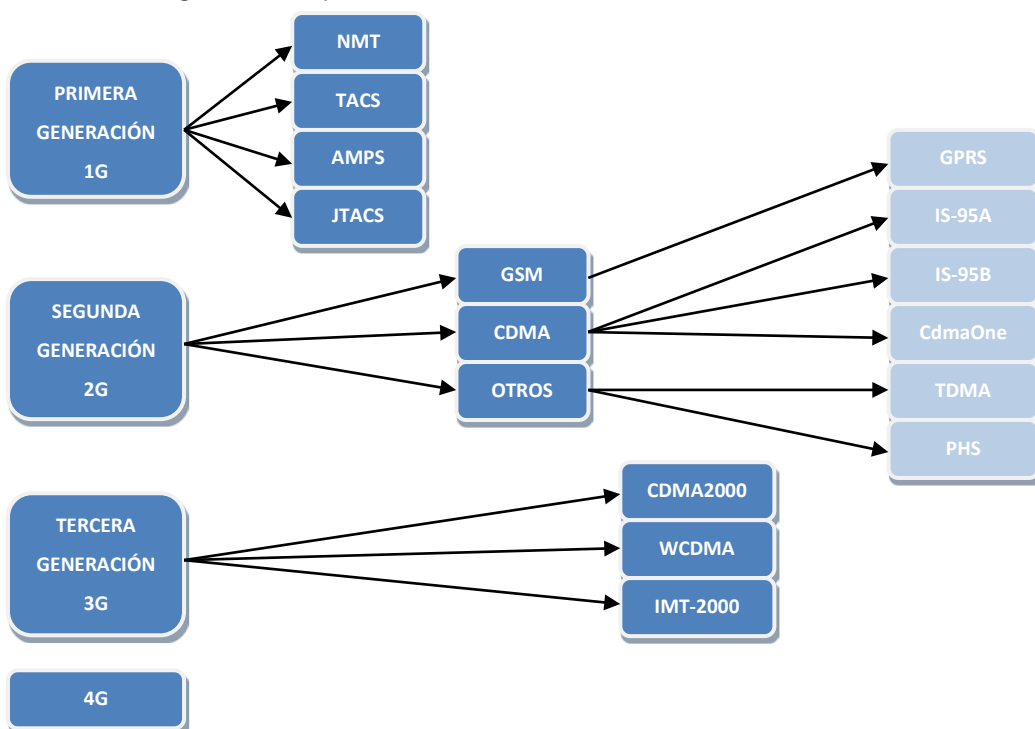 NMT
PRIMERA
GENERACIÓN
1G
TACS
AMPS
JTACS
GPRS
IS-95A
IS-95B
CdmaOne
TDMA
PHS
GSM
CDMA
OTROS
SEGUNDA
GENERACIÓN
2G
CDMA2000
WCDMA
IMT-2000
TERCERA
GENERACIÓN
3G
4G